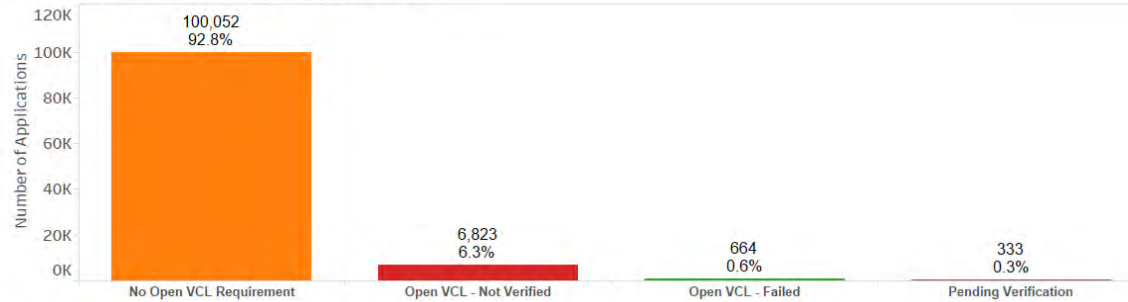 Number of Applications
120K
100K
80K
60K
40K
20K
0K
100,052
92.8%
6,823
6.3%
664
0.6%
333
0.3%
No Open VCL Requirement
Open VCL - Not Verified
Open VCL - Failed
Pending Verification